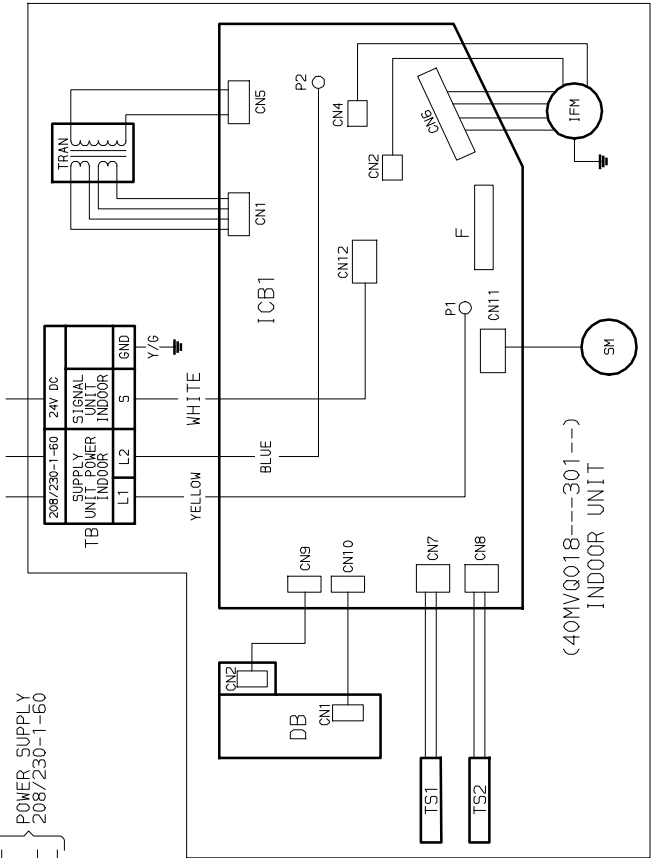 POWER SUPPLY
208/230-1-60
TB
208/230-1-60
24V DC
INDOOR
UNIT POWER
SUPPLY
INDOOR
UNIT
SIGNAL
L1
L2
S
GND
Y/G
YELLOW
BLUE
WHITE
TRAN
CN1
CN5
ICB1
P2
CN4
CN2
CN6
IFM
CN12
F
P1
CN11
SM
CN9
CN10
CN7
CN8
CN2
CN1
DB
TS1
TS2
(40MVQ018---301--)
INDOOR UNIT